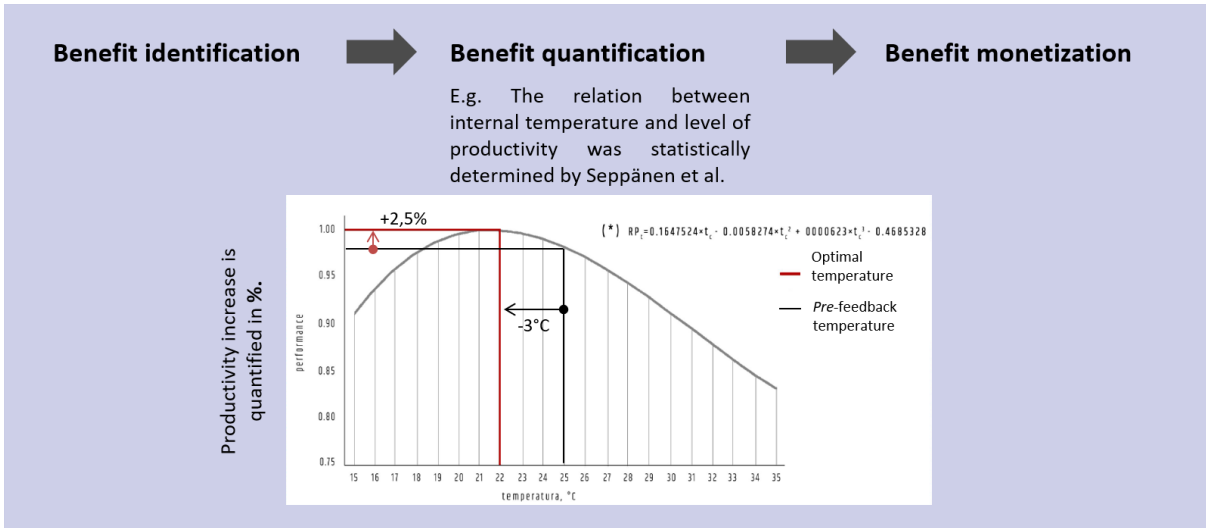 Benefit identification
Benefit quantification
Benefit monetization
E.g. The relation between
internal temperature and level of
productivity was statistically
determined by Seppänen et al.
Productivity increase is
quantified in %.
+2,5%
(*) RP_c=0.1647524×t_c - 0.0058274×t_c² + 0000623×t_c³ - 0.4685328
Optimal
temperature
Pre-feedback
temperature
-3°C
performance
1.00
0.95
0.90
0.85
0.80
0.75
15 16 17 18 19 20 21 22 23 24 25 26 27 28 29 30 31 32 33 34 35
temperatura, °C